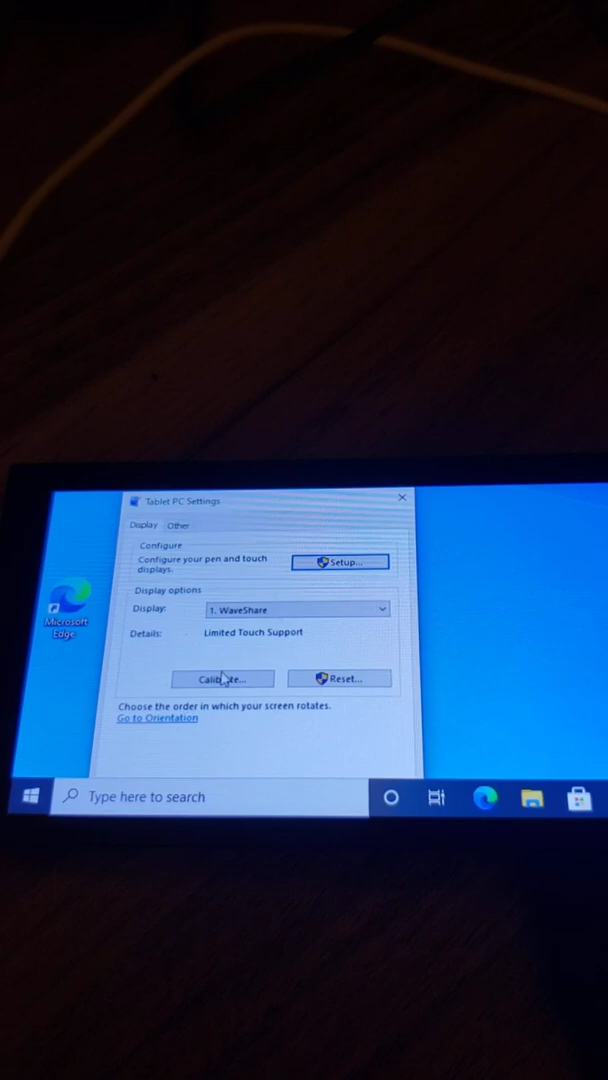 Tablet PC Settings
Display Other
Configure
Configure your pen and touch
displays.
Setup...
Display options
Display: 1. WaveShare
Details: Limited Touch Support
Reset...
Choose the order in which your screen rotates.
Go to Orientation
Microsoft
Edge
Type here to search